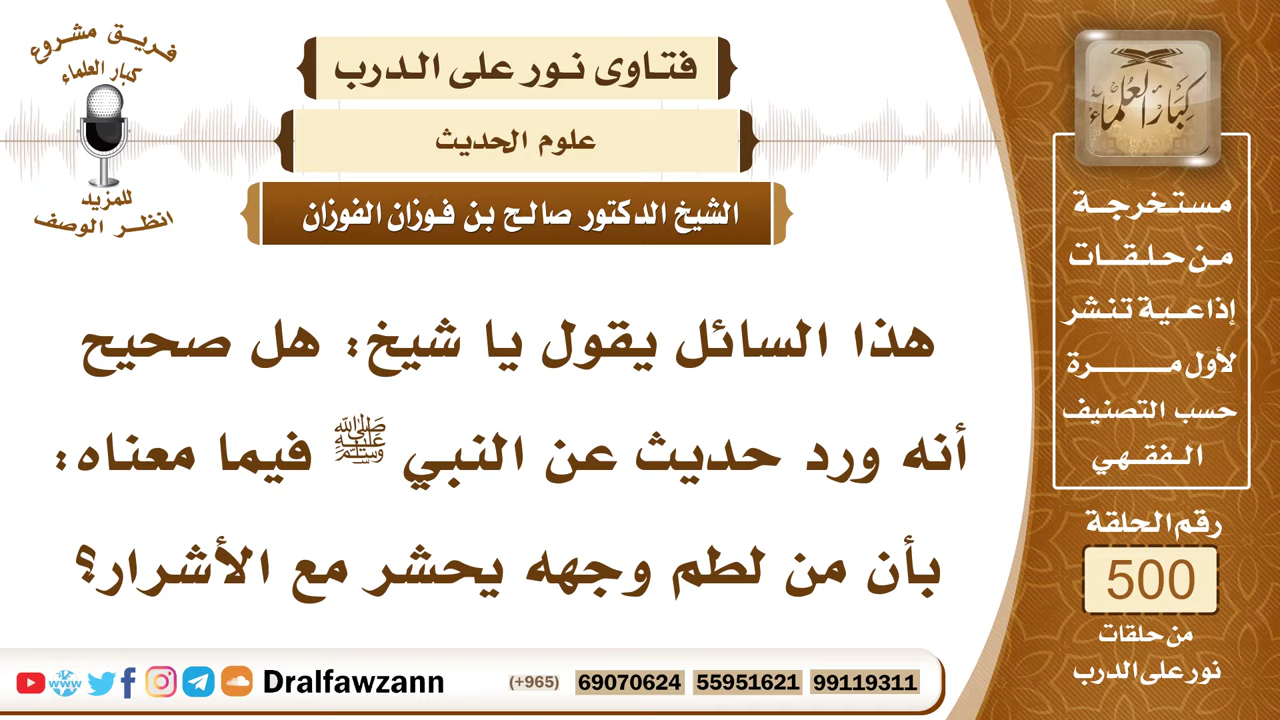 فريق مشروع
كبار العلماء
للمزيد
انظر الوصف
فتاوى نور على الدرب
علوم الحديث
الشيخ الدكتور صالح بن فوزان الفوزان
هذا السائل يقول يا شيخ: هل صحيح
أنه ورد حديث عن النبي ﷺ فيما معناه:
بأن من لطم وجهه يحشر مع الأشرار؟
كبار العلماء
مستخرجة
من حلقات
إذاعية تنشر
لأول مرة
حسب التصنيف
الفقهي
رقم الحلقة
500
من حلقات
نور على الدرب
www
Dralfawzann
(+965) 69070624 55951621 99119311